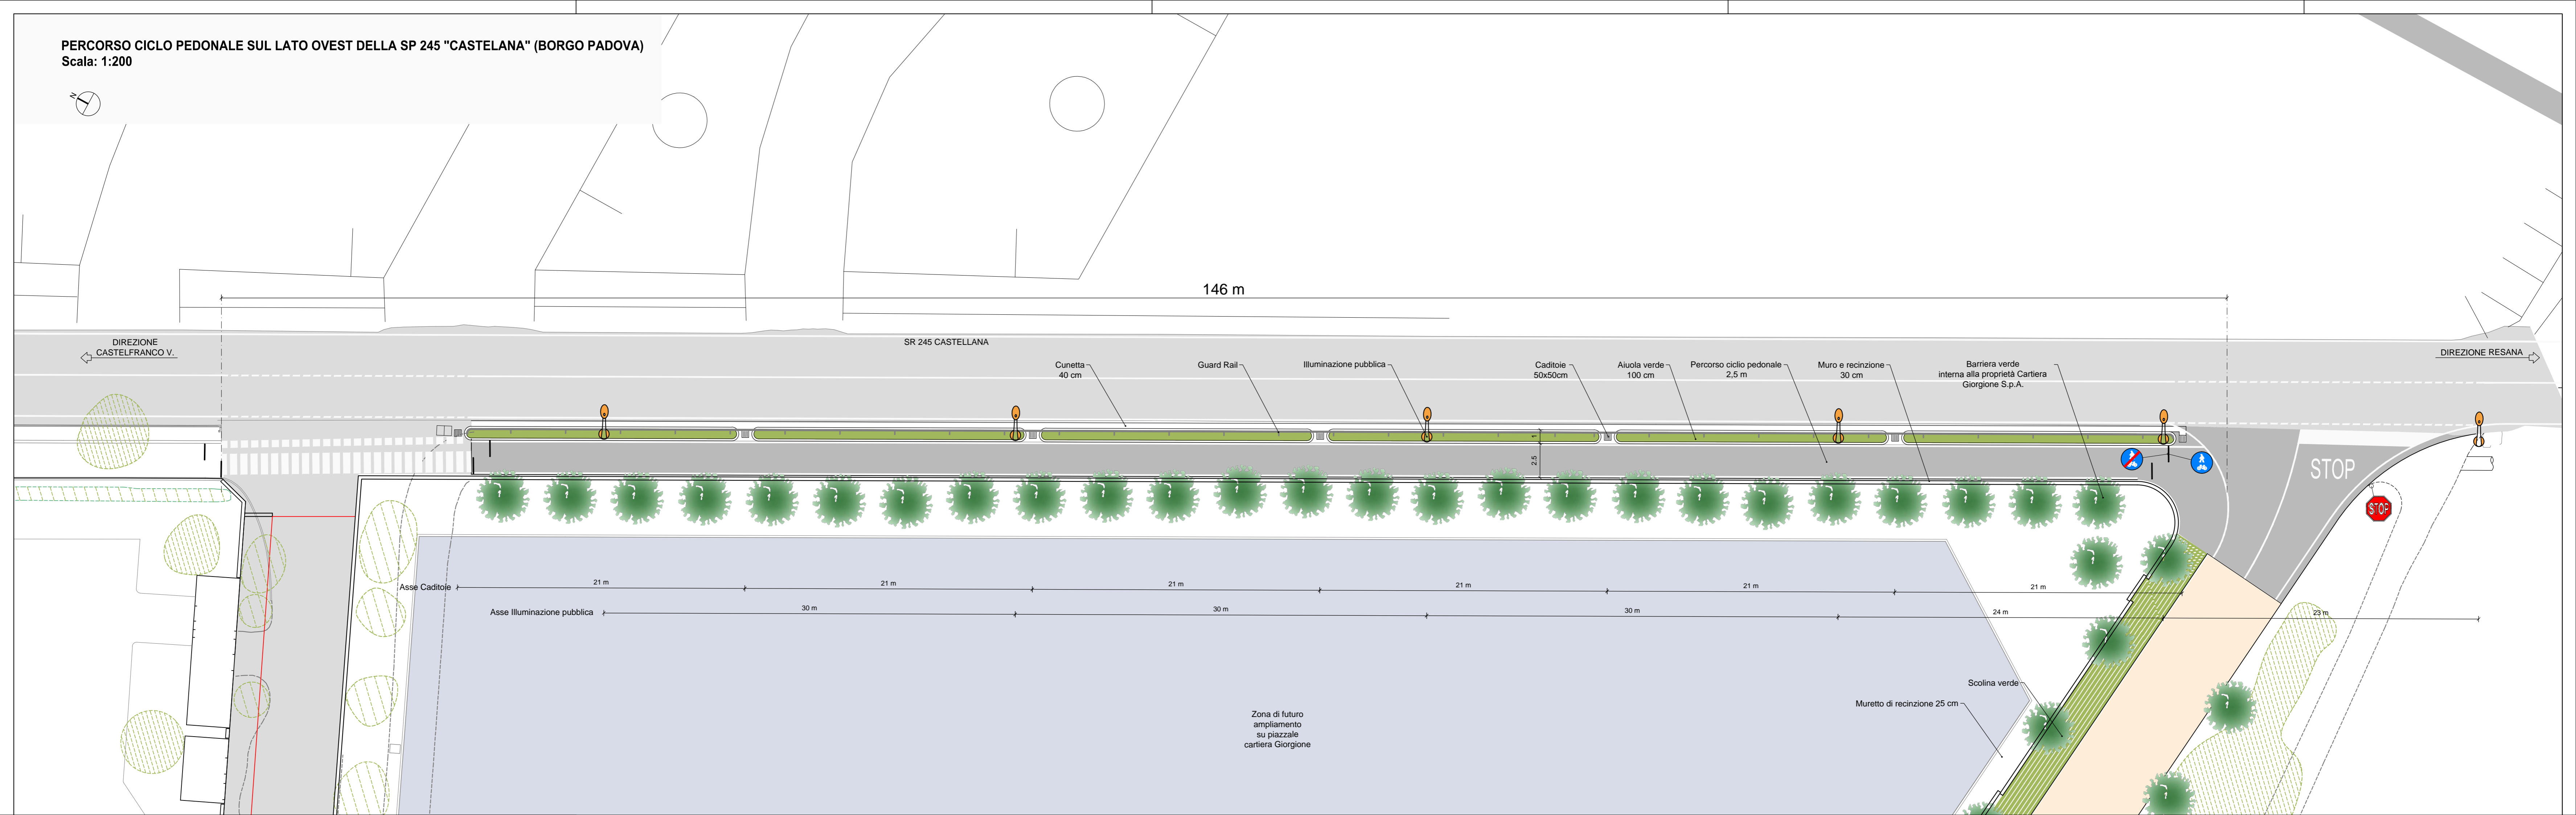 PERCORSO CICLO PEDONALE SUL LATO OVEST DELLA SP 245 "CASTELANA" (BORGO PADOVA)
Scala: 1:200
N
146 m
DIREZIONE
CASTELFRANCO V.
SR 245 CASTELLANA
DIREZIONE RESANA
Cunetta
40 cm
Guard Rail
Illuminazione pubblica
Caditoie
50x50cm
Aiuola verde
100 cm
Percorso ciclio pedonale
2,5 m
Muro e recinzione
30 cm
Barriera verde
interna alla proprietà Cartiera
Giorgione S.p.A.
1
2.5
STOP
STOP
Asse Caditoie
21 m
21 m
21 m
21 m
21 m
21 m
Asse Illuminazione pubblica
30 m
30 m
30 m
24 m
23 m
Scolina verde
Muretto di recinzione 25 cm
Zona di futuro
ampliamento
su piazzale
cartiera Giorgione